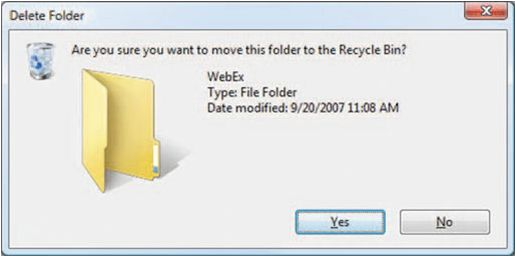 Delete Folder
Are you sure you want to move this folder to the Recycle Bin?
WebEx
Type: File Folder
Date modified: 9/20/2007 11:08 AM
Yes
No